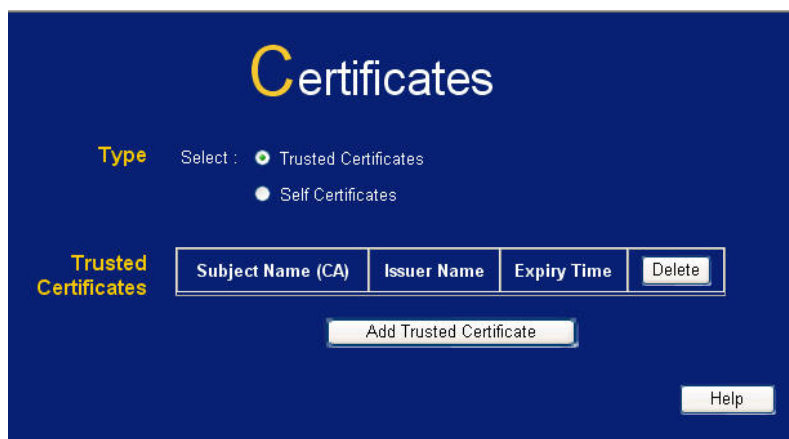 Certificates
Type Select : Trusted Certificates
Self Certificates
Trusted Certificates
Subject Name (CA) Issuer Name Expiry Time Delete
Add Trusted Certificate
Help